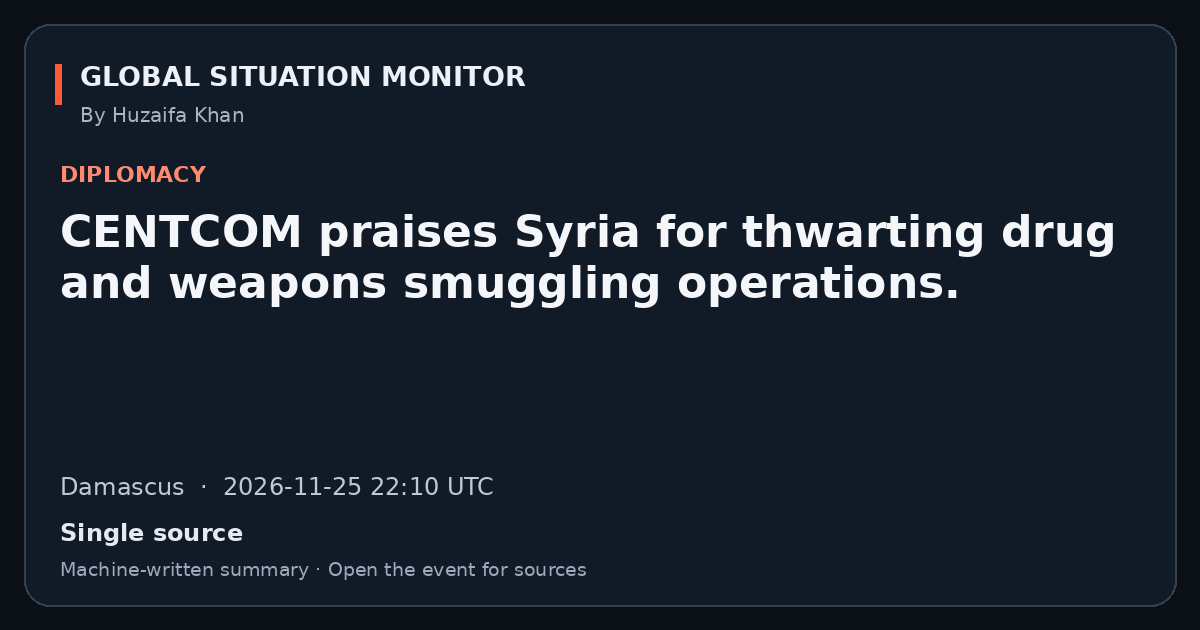 GLOBAL SITUATION MONITOR
By Huzaifa Khan
DIPLOMACY
CENTCOM praises Syria for thwarting drug
and weapons smuggling operations.
Damascus · 2026-11-25 22:10 UTC
Single source
Machine-written summary · Open the event for sources